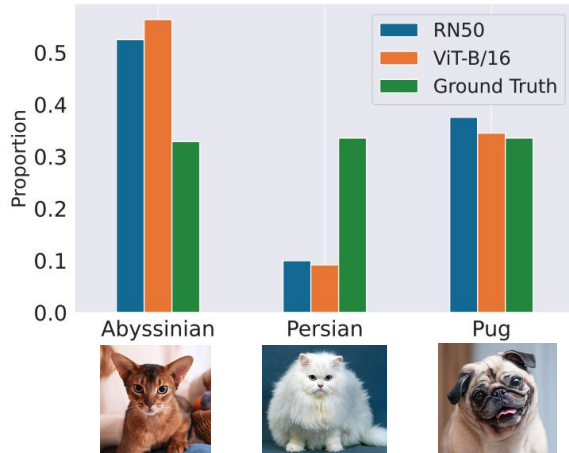 RN50
ViT-B/16
Ground Truth
Proportion
0.5
0.4
0.3
0.2
0.1
0.0
Abyssinian Persian Pug